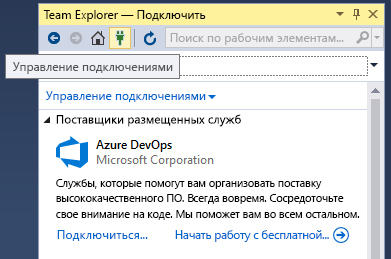 Team Explorer — Подключить
Поиск по рабочим элементам...
Управление подключениями
Управление подключениями
Поставщики размещенных служб
Azure DevOps
Microsoft Corporation
Службы, которые помогут вам организовать поставку
высококачественного ПО. Всегда вовремя. Сосредоточьте
свое внимание на коде. Мы поможем вам во всем остальном.
Подключиться... Начать работу с бесплатной...